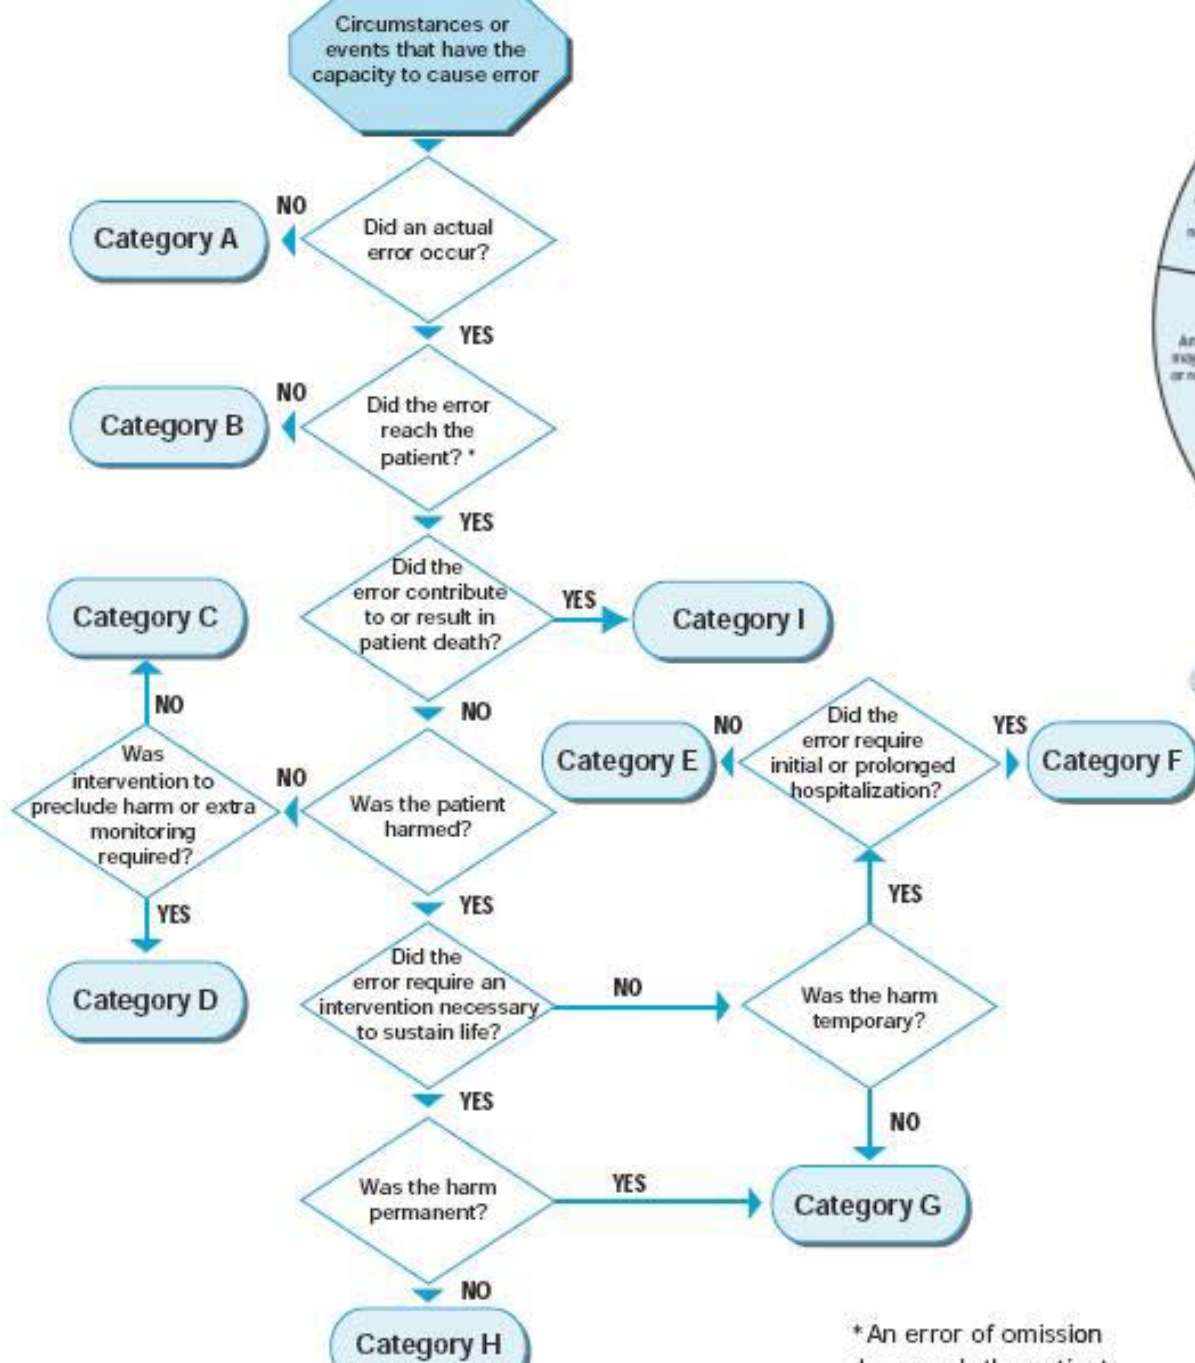 Circumstances or
events that have the
capacity to cause error
NO
Category A
Did an actual
error occur?
YES
NO
Category B
Did the error
reach the
patient? *
YES
Did the
error contribute
to or result in
patient death?
YES
Category I
Category C
NO
NO
Was
intervention to
preclude harm or extra
monitoring
required?
NO
Was the patient
harmed?
Category E
NO
Did the
error require
initial or prolonged
hospitalization?
YES
Category F
YES
YES
YES
Category D
Did the
error require an
intervention necessary
to sustain life?
NO
Was the harm
temporary?
YES
NO
Was the harm
permanent?
YES
Category G
NO
Category H
*An error of omission